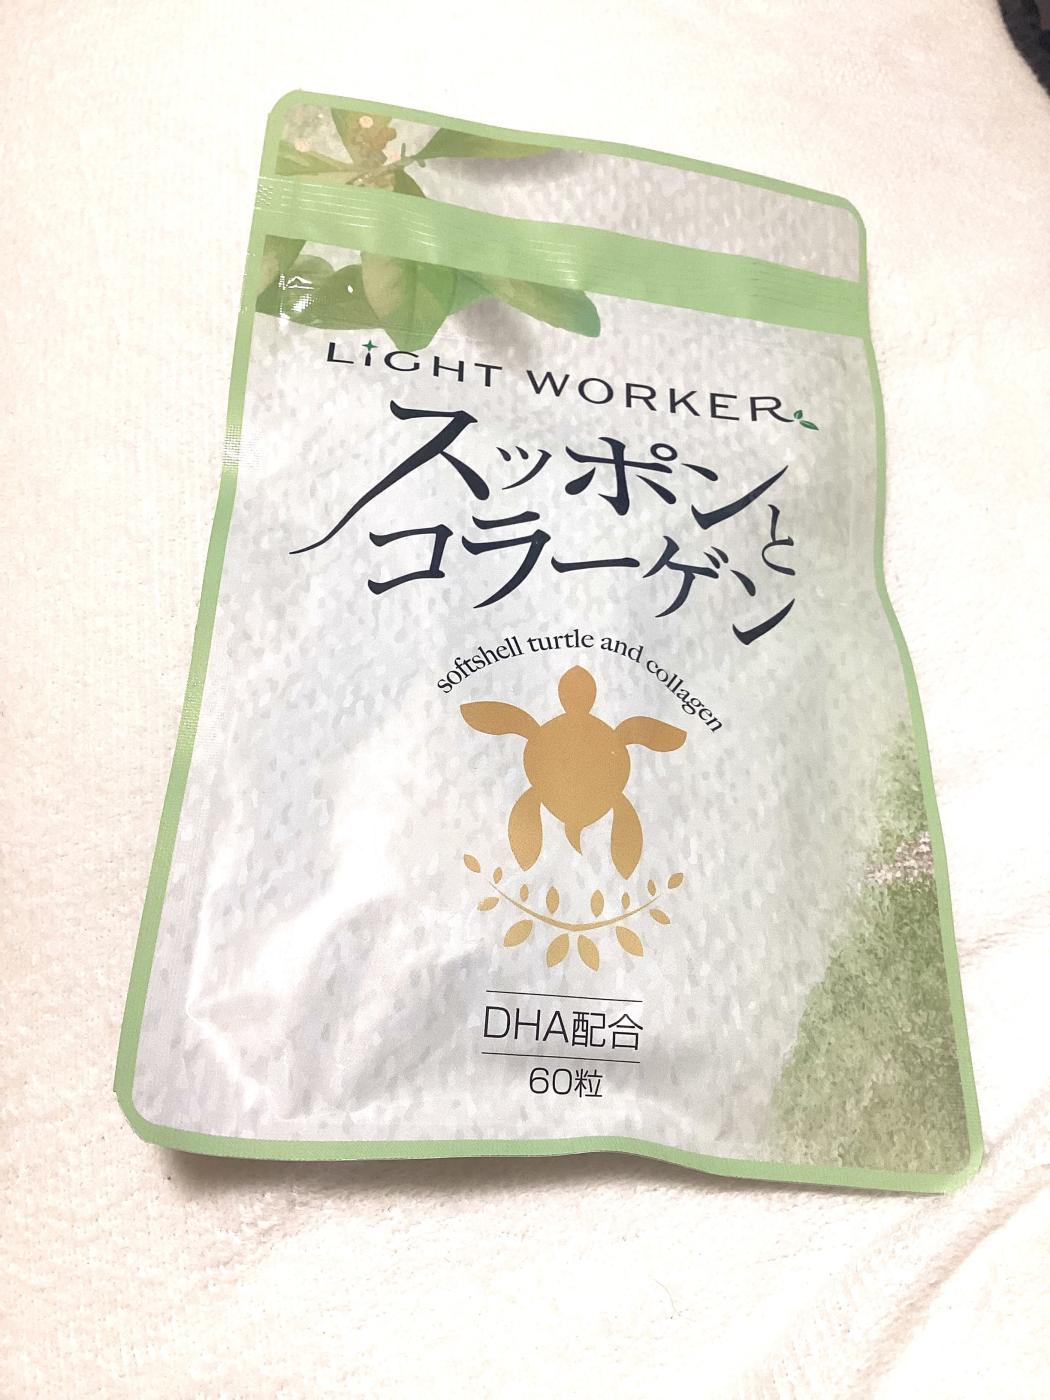 LiGHT WORKER
スッポンと
コラーゲン
softshell turtle and collagen
DHA配合
60粒